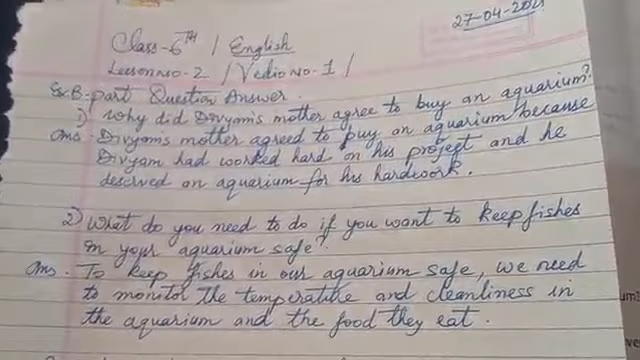 27-04-2021
Class-6TH / English
Lesson no-2 / Vedio no-1 /
Ex.B-part Question Answer.
1) Why did Divyam's mother agree to buy an aquarium?
Ans. Divyam's mother agreed to buy an aquarium because
Divyam had worked hard on his project and he
deserved an aquarium for his hardwork.
2) What do you need to do if you want to keep fishes
in your aquarium safe?
Ans. To keep fishes in our aquarium safe, we need
to monitor the temperature and cleanliness in
the aquarium and the food they eat.